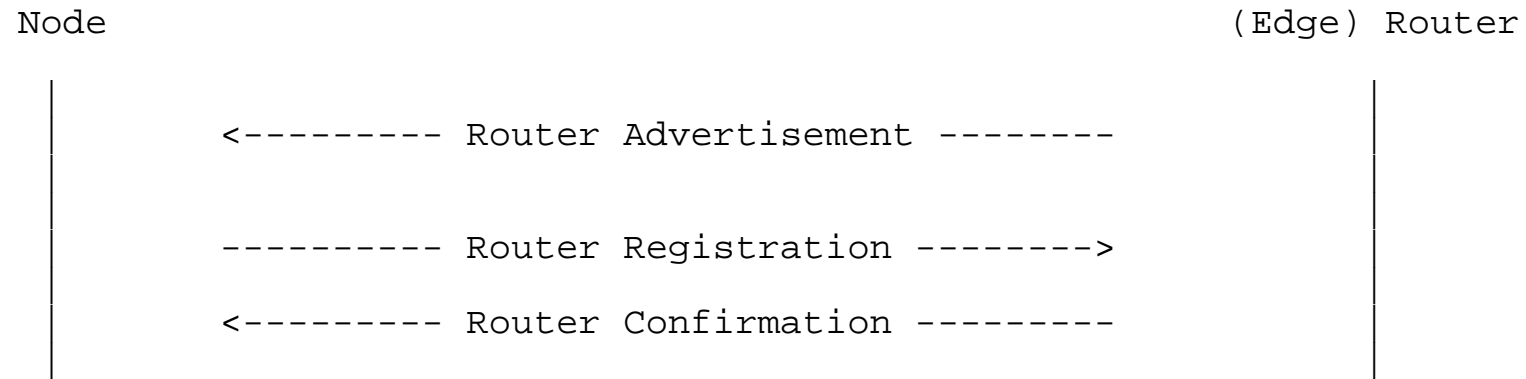 Node (Edge) Router
<--------- Router Advertisement --------
---------- Router Registration -------->
<--------- Router Confirmation ---------